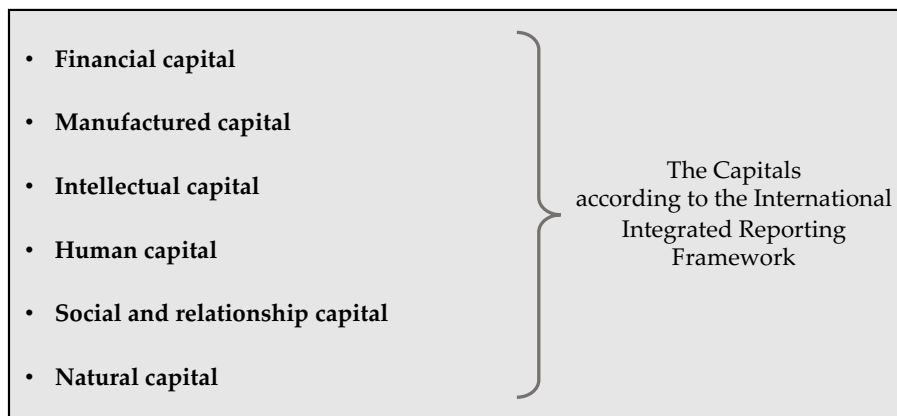 • Financial capital
• Manufactured capital
• Intellectual capital
• Human capital
• Social and relationship capital
• Natural capital
The Capitals
according to the International
Integrated Reporting
Framework